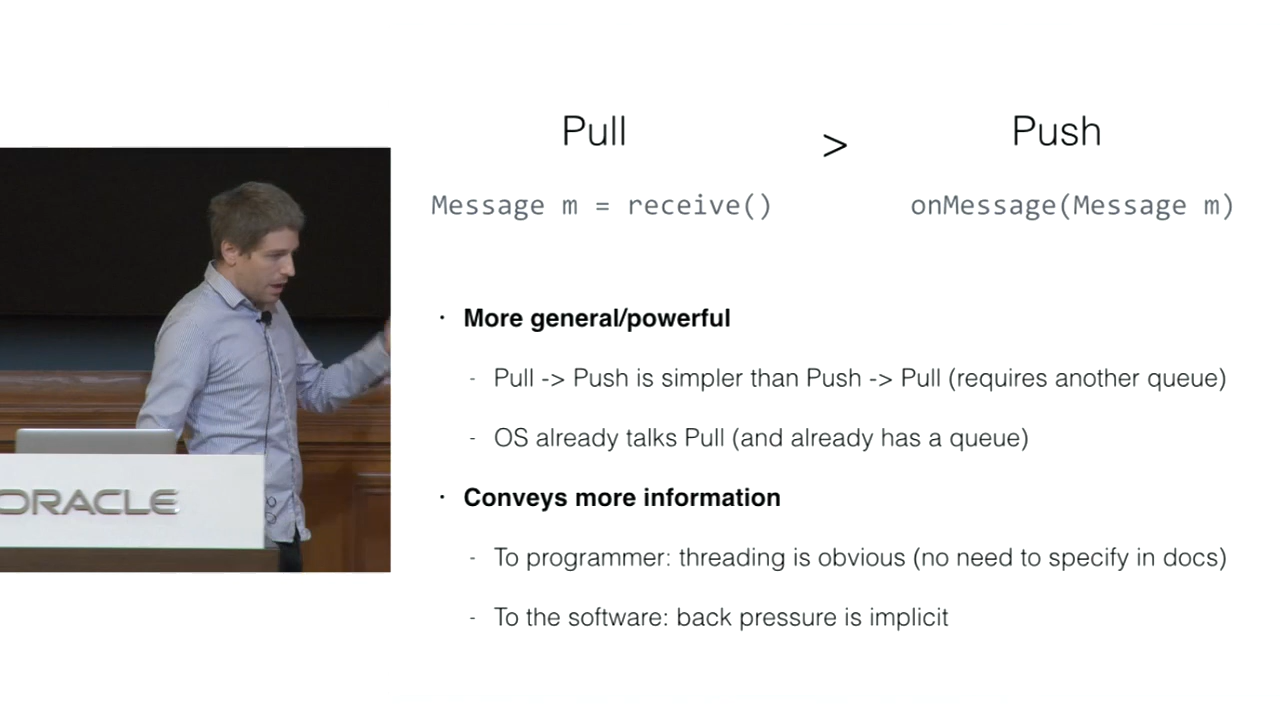 Pull > Push
Message m = receive() onMessage(Message m)
· More general/powerful
- Pull -> Push is simpler than Push -> Pull (requires another queue)
- OS already talks Pull (and already has a queue)
· Conveys more information
- To programmer: threading is obvious (no need to specify in docs)
- To the software: back pressure is implicit
ORACLE